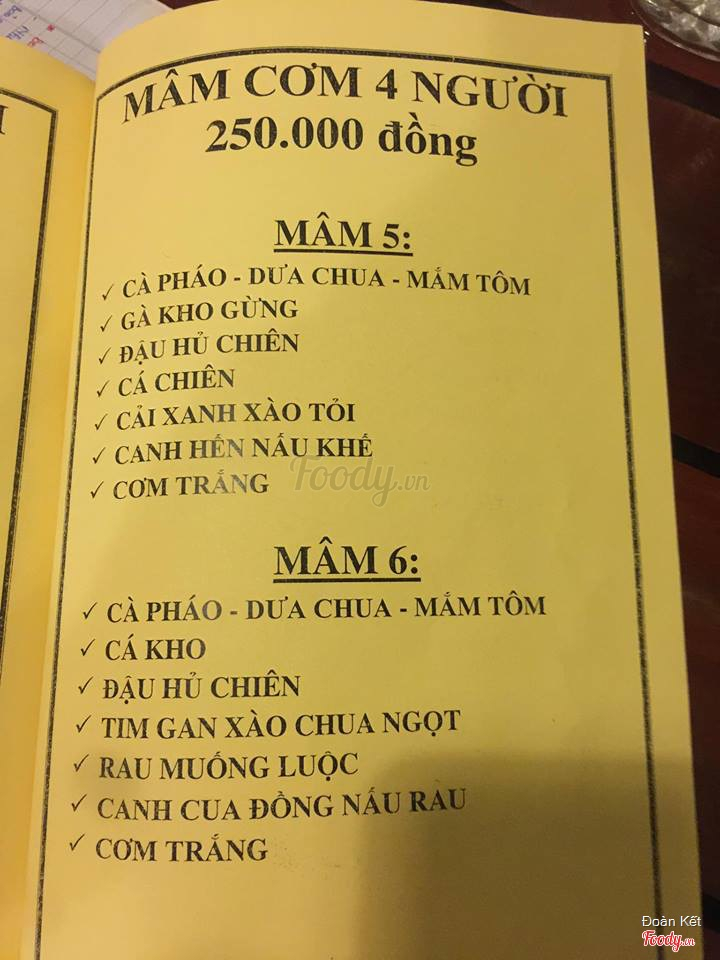 MÂM CƠM 4 NGƯỜI
250.000 đồng
MÂM 5:
✓ CÀ PHÁO - DƯA CHUA - MẮM TÔM
✓ GÀ KHO GỪNG
✓ ĐẬU HỦ CHIÊN
✓ CÁ CHIÊN
✓ CẢI XANH XÀO TỎI
✓ CANH HẾN NẤU KHẾ
✓ CƠM TRẮNG
Foody.vn
MÂM 6:
✓ CÀ PHÁO - DƯA CHUA - MẮM TÔM
✓ CÁ KHO
✓ ĐẬU HỦ CHIÊN
✓ TIM GAN XÀO CHUA NGỌT
✓ RAU MUỐNG LUỘC
✓ CANH CUA ĐỒNG NẤU RAU
✓ CƠM TRẮNG
Đoàn Kết
Foody.vn